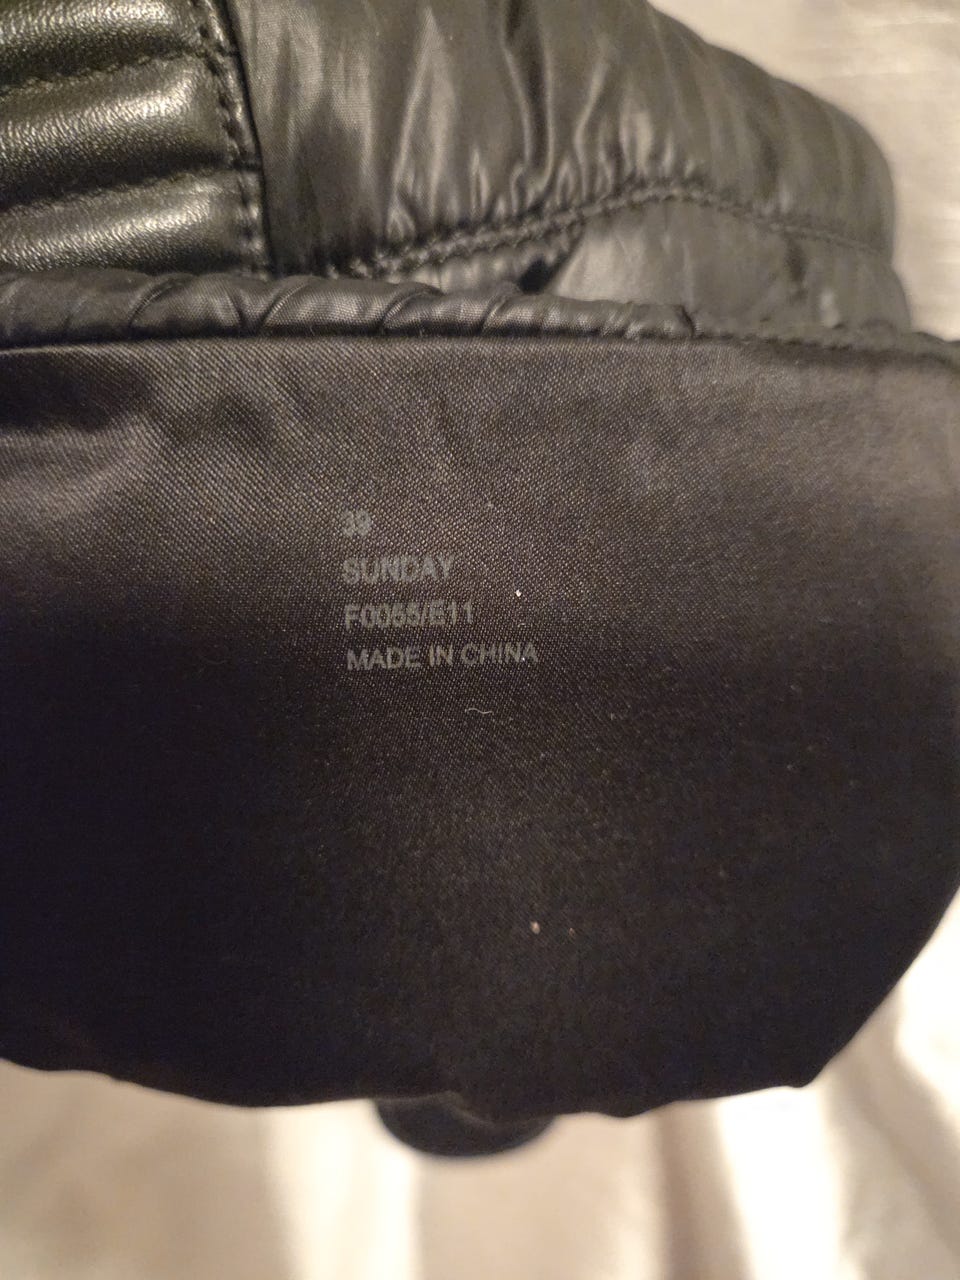 39
SUNDAY
F0055/E11
MADE IN CHINA